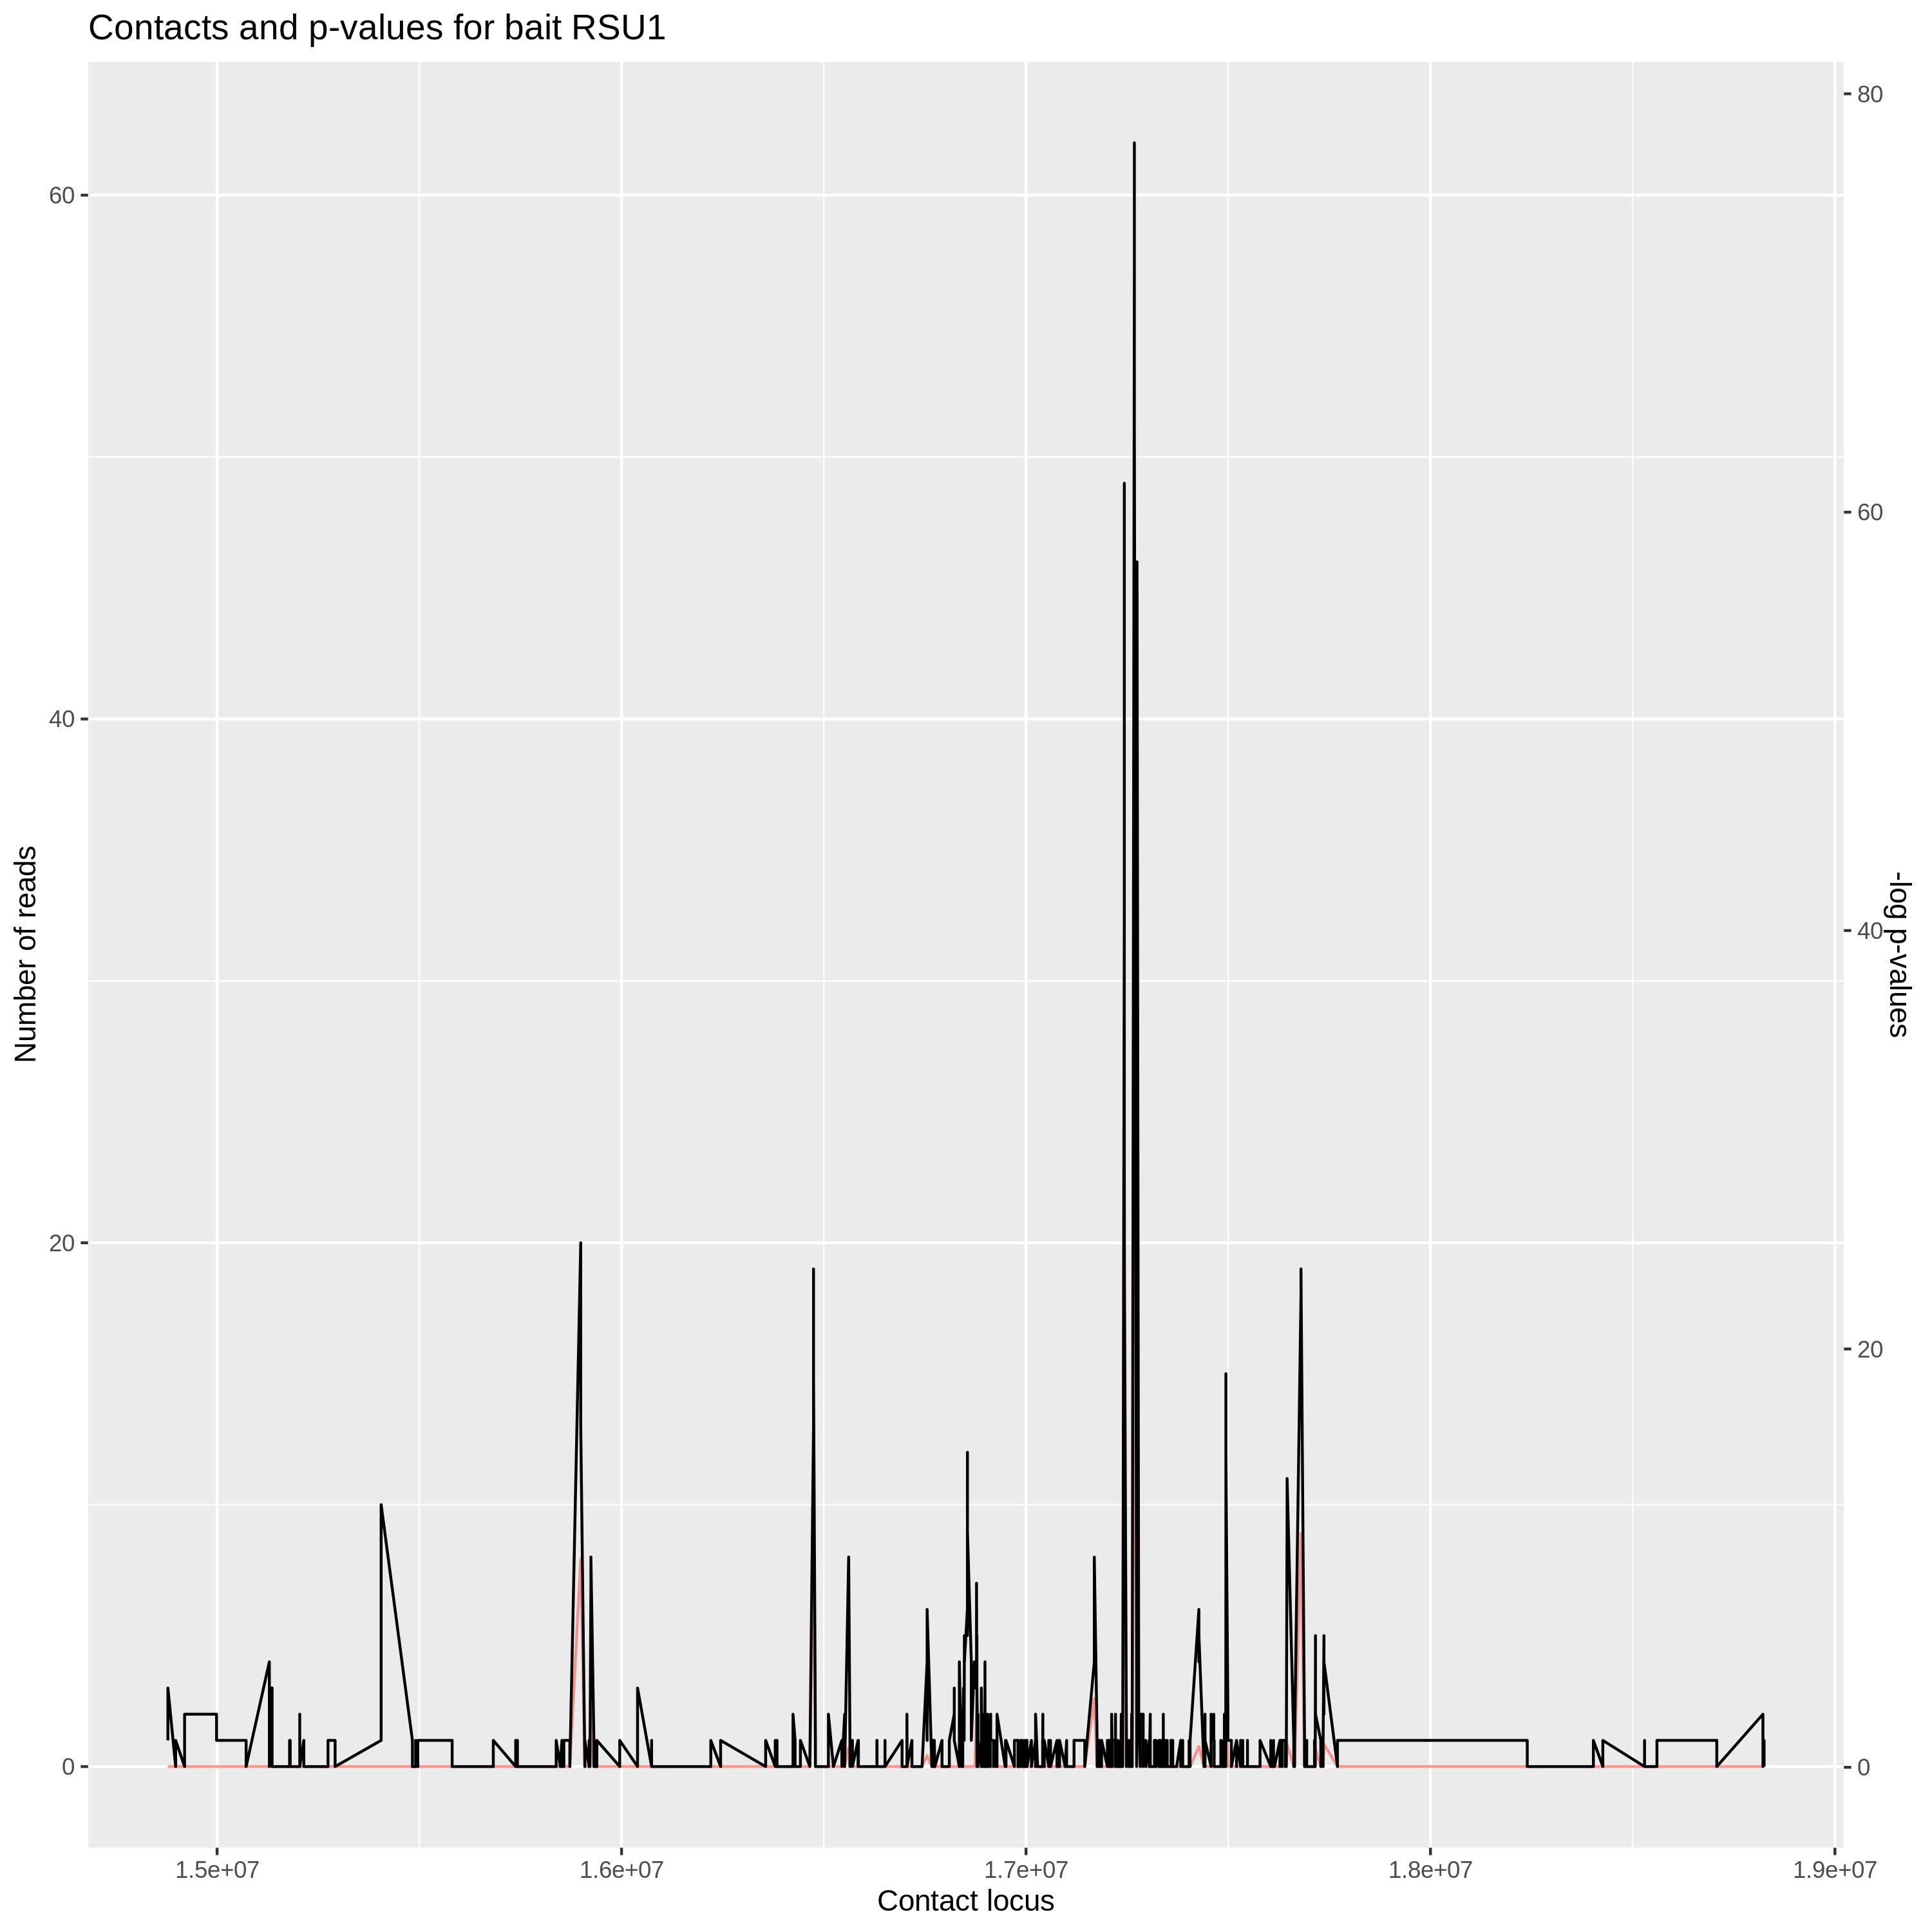 Contacts and p-values for bait RSU1
60
40
20
0
Number of reads
80
60
40
20
0
-log p-values
1.5e+07
1.6e+07
1.7e+07
1.8e+07
1.9e+07
Contact locus